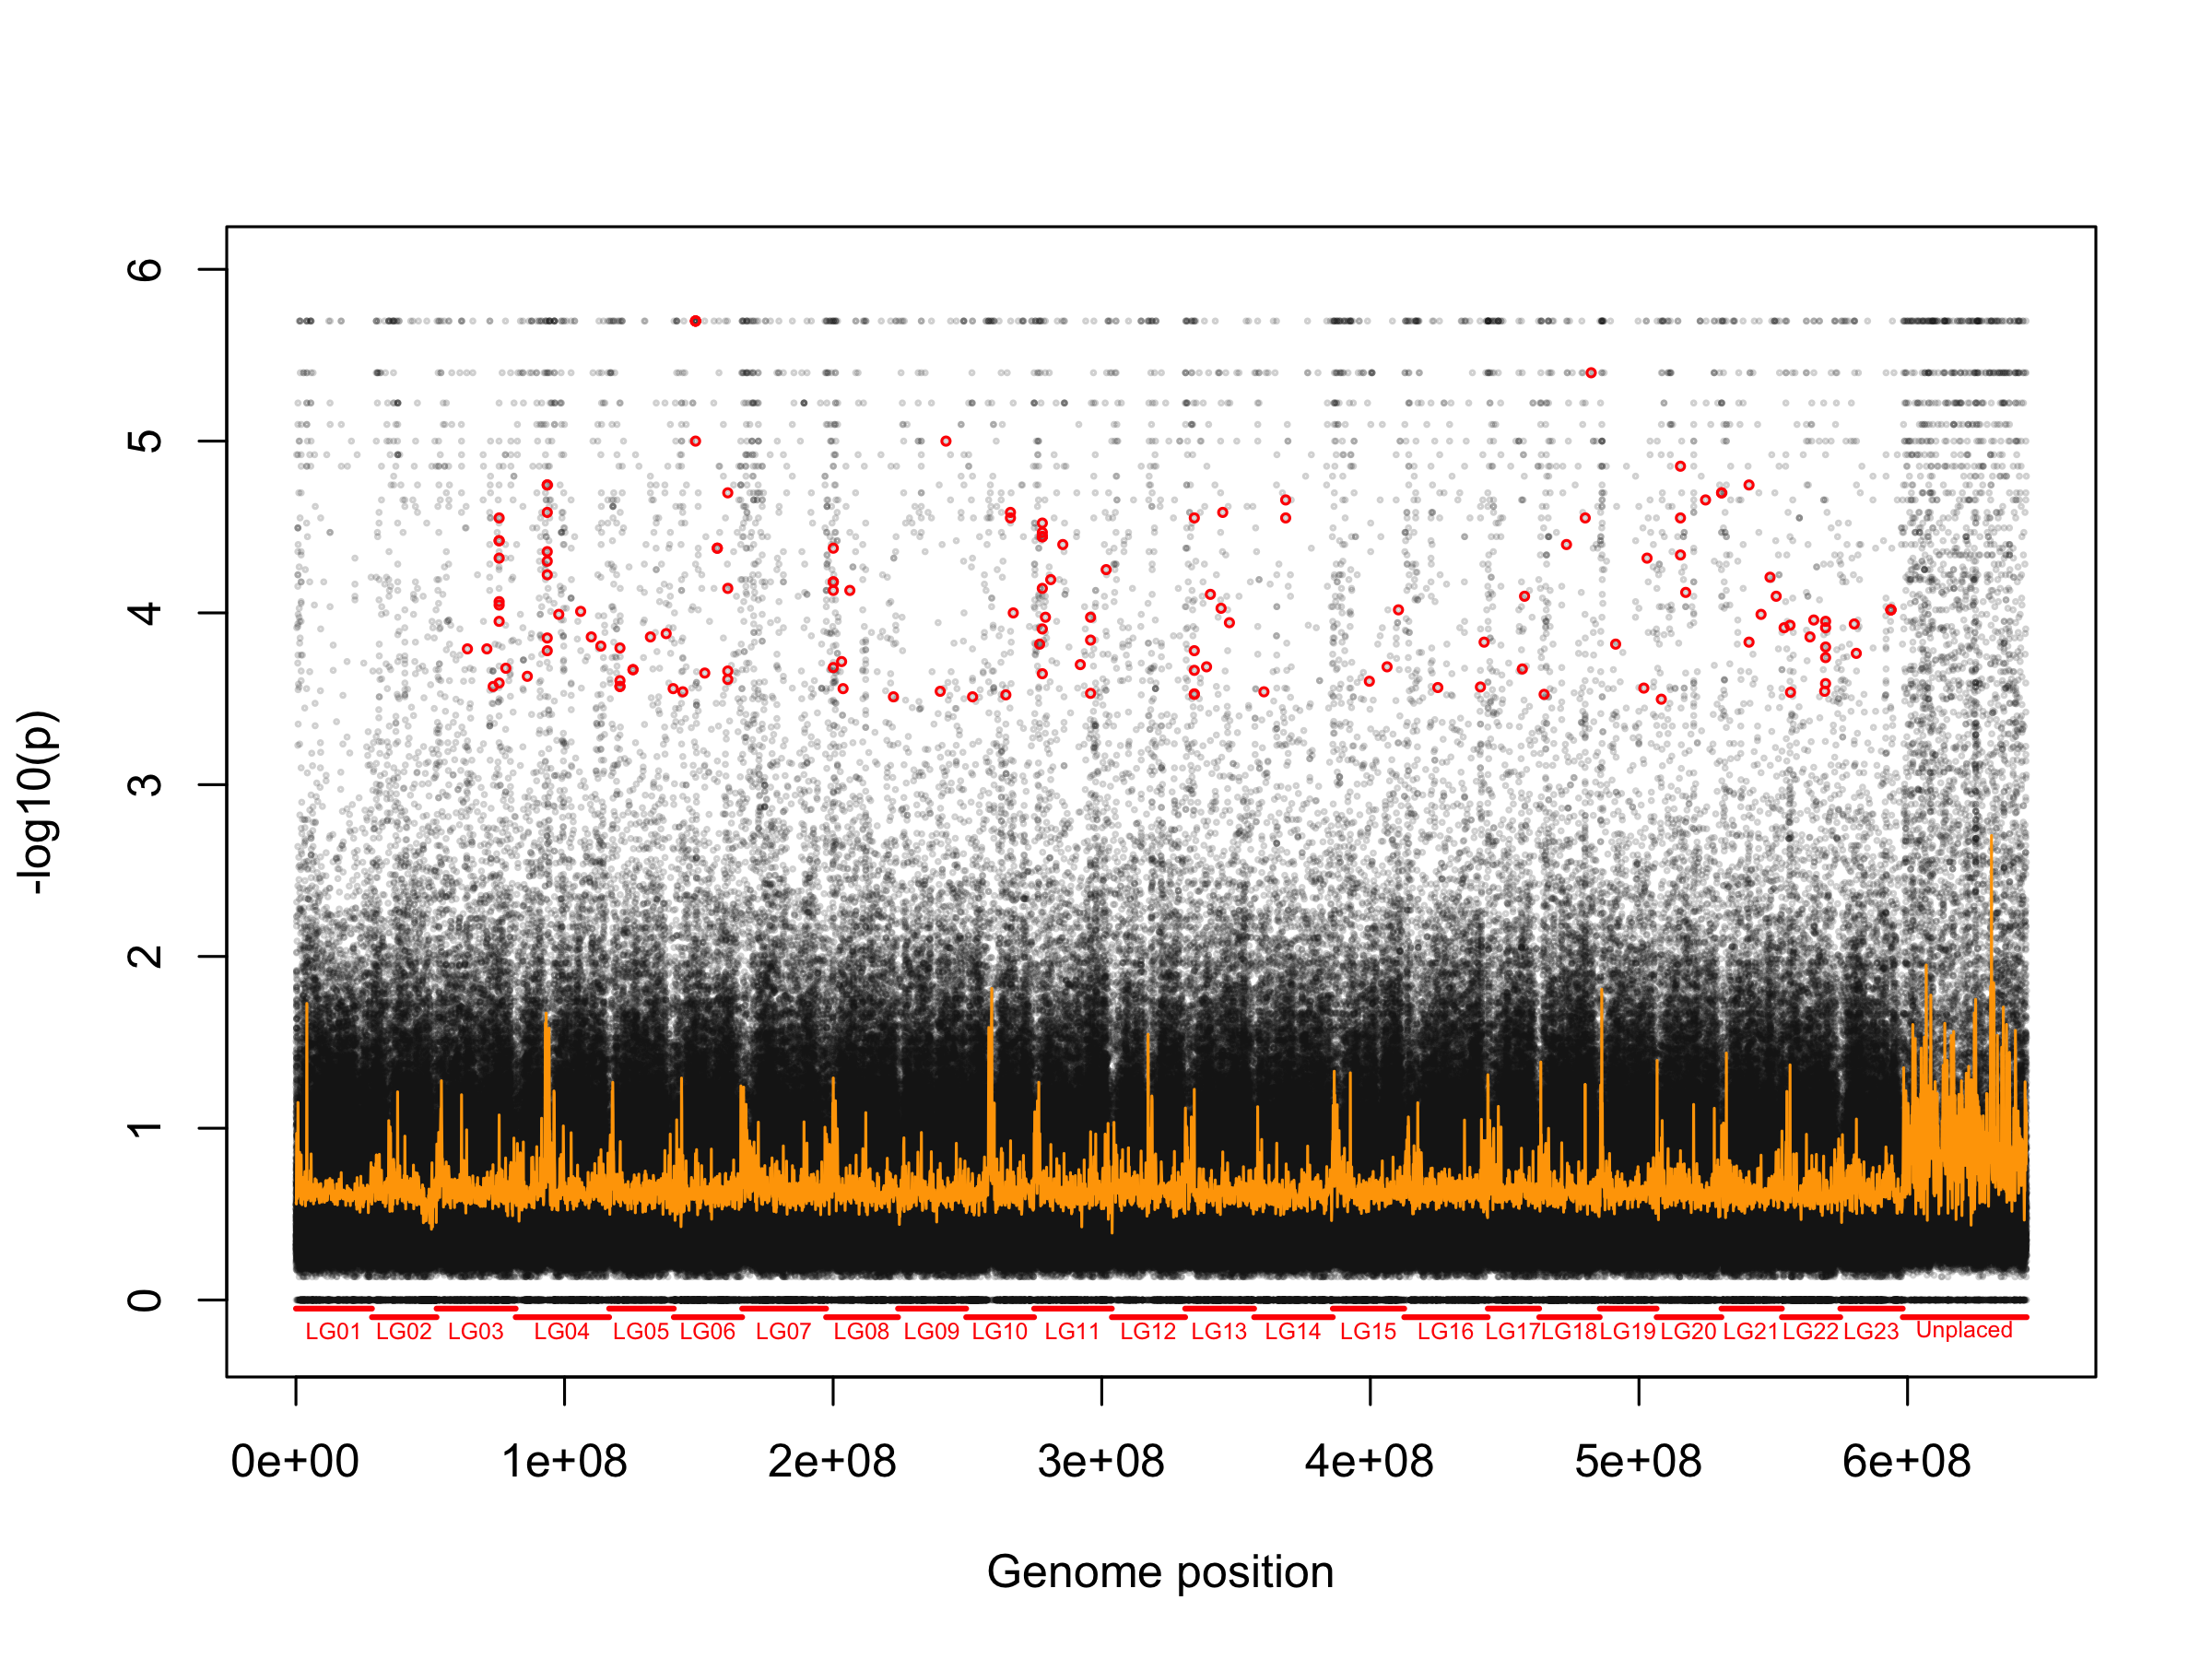 6
5
4
3
2
1
0
-log10(p)
LG01 LG02 LG03 LG04 LG05 LG06 LG07 LG08 LG09 LG10 LG11 LG12 LG13 LG14 LG15 LG16 LG17 LG18 LG19 LG20 LG21 LG22 LG23 Unplaced
0e+00 1e+08 2e+08 3e+08 4e+08 5e+08 6e+08
Genome position